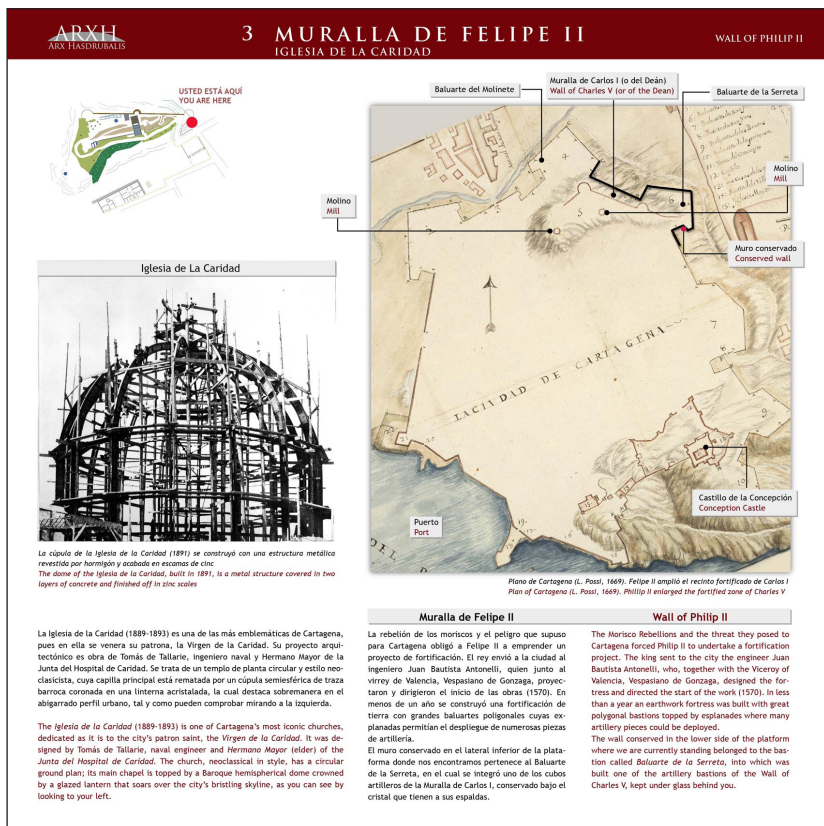 ARXH
ARX HASDRUBALIS
3 MURALLA DE FELIPE II
IGLESIA DE LA CARIDAD
WALL OF PHILIP II
USTED ESTÁ AQUÍ
YOU ARE HERE
Baluarte del Molinete
Muralla de Carlos I (o del Deán)
Wall of Charles V (or of the Dean)
Baluarte de la Serreta
Molino
Mill
Molino
Mill
Muro conservado
Conserved wall
LA CIVDAD DE CARTAGENA
Castillo de la Concepción
Conception Castle
Puerto
Port
Plano de Cartagena (L. Possi, 1669). Felipe II amplió el recinto fortificado de Carlos I
Plan of Cartagena (L. Possi, 1669). Phillip II enlarged the fortified zone of Charles V
Iglesia de La Caridad
La cúpula de la Iglesia de la Caridad (1891) se construyó con una estructura metálica
revestida por hormigón y acabada en escamas de cinc
The dome of the Iglesia de la Caridad, built in 1891, is a metal structure covered in two
layers of concrete and finished off in zinc scales
La Iglesia de la Caridad (1889-1893) es una de las más emblemáticas de Cartagena,
pues en ella se venera su patrona, la Virgen de la Caridad. Su proyecto arqui-
tectónico es obra de Tomás de Tallarie, ingeniero naval y Hermano Mayor de la
Junta del Hospital de Caridad. Se trata de un templo de planta circular y estilo neo-
clasicista, cuya capilla principal está rematada por un cúpula semiesférica de traza
barroca coronada en una linterna acristalada, la cual destaca sobremanera en el
abigarrado perfil urbano, tal y como pueden comprobar mirando a la izquierda.
The Iglesia de la Caridad (1889-1893) is one of Cartagena's most iconic churches,
dedicated as it is to the city's patron saint, the Virgen de la Caridad. It was de-
signed by Tomás de Tallarie, naval engineer and Hermano Mayor (elder) of the
Junta del Hospital de Caridad. The church, neoclassical in style, has a circular
ground plan; its main chapel is topped by a Baroque hemispherical dome crowned
by a glazed lantern that soars over the city's bristling skyline, as you can see by
looking to your left.
Muralla de Felipe II
La rebelión de los moriscos y el peligro que supuso
para Cartagena obligó a Felipe II a emprender un
proyecto de fortificación. El rey envió a la ciudad al
ingeniero Juan Bautista Antonelli, quien junto al
virrey de Valencia, Vespasiano de Gonzaga, proyec-
taron y dirigieron el inicio de las obras (1570). En
menos de un año se construyó una fortificación de
tierra con grandes baluartes poligonales cuyas ex-
planadas permitían el despliegue de numerosas piezas
de artillería.
El muro conservado en el lateral inferior de la plata-
forma donde nos encontramos pertenece al Baluarte
de la Serreta, en el cual se integró uno de los cubos
artilleros de la Muralla de Carlos I, conservado bajo el
cristal que tienen a sus espaldas.
Wall of Philip II
The Morisco Rebellions and the threat they posed to
Cartagena forced Philip II to undertake a fortification
project. The king sent to the city the engineer Juan
Bautista Antonelli, who, together with the Viceroy of
Valencia, Vespasiano de Gonzaga, designed the for-
tress and directed the start of the work (1570). In less
than a year an earthwork fortress was built with great
polygonal bastions topped by esplanades where many
artillery pieces could be deployed.
The wall conserved in the lower side of the platform
where we are currently standing belonged to the bas-
tion called Baluarte de la Serreta, into which was
built one of the artillery bastions of the Wall of
Charles V, kept under glass behind you.